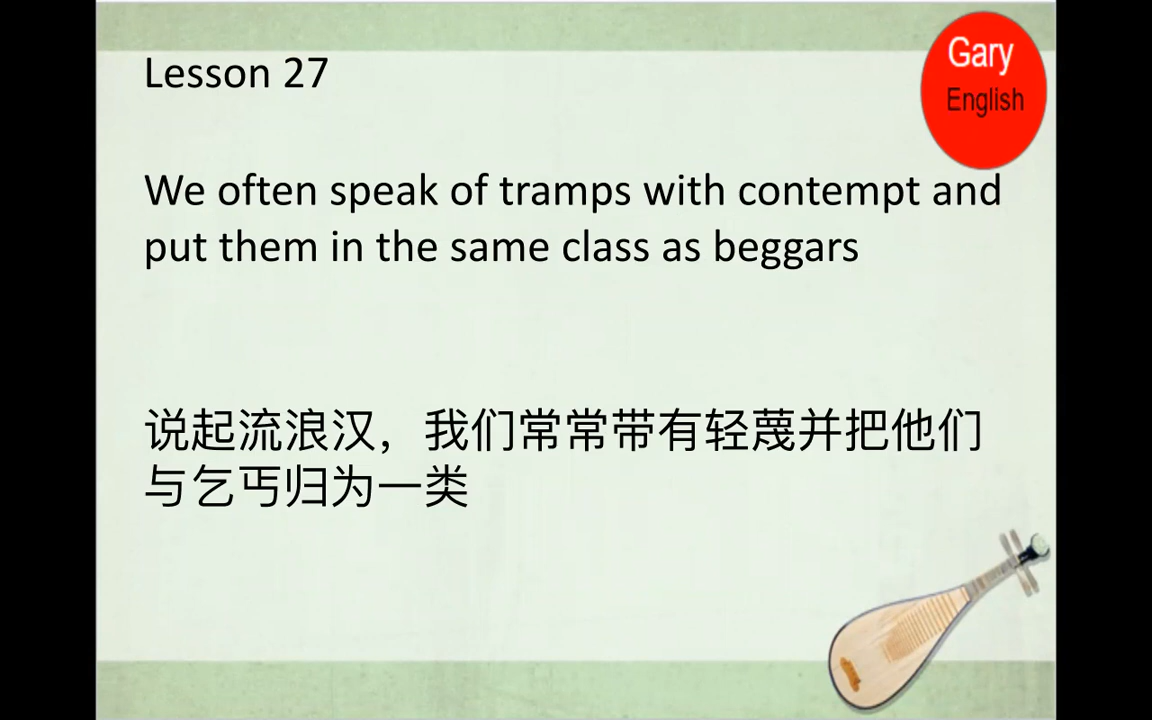 Lesson 27
Gary
English
We often speak of tramps with contempt and
put them in the same class as beggars
说起流浪汉，我们常常带有轻蔑并把他们
与乞丐归为一类